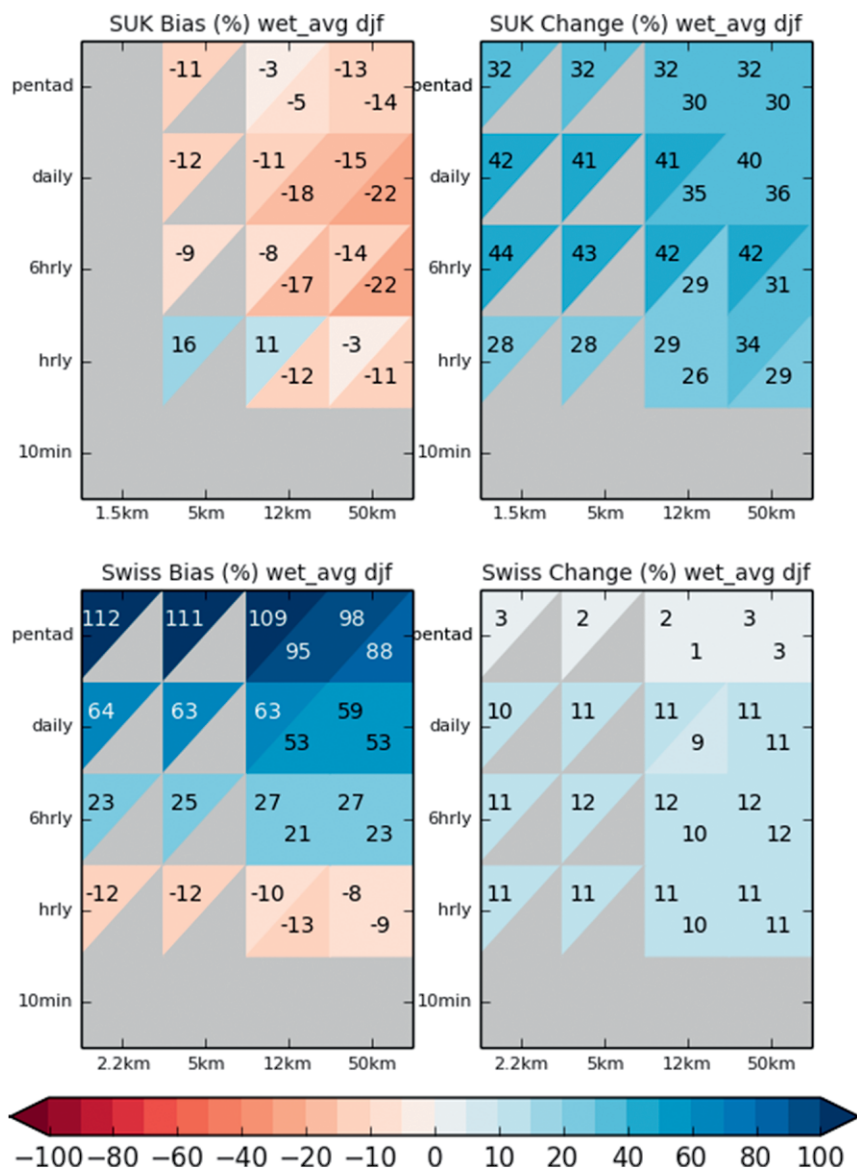 SUK Bias (%) wet_avg djf SUK Change (%) wet_avg djf
pentad -11 -3 -13 pentad 32 32 32 32
-5 -14 30 30
daily -12 -11 -15 daily 42 41 41 40
-18 -22 35 36
6hrly -9 -8 -14 6hrly 44 43 42 42
-17 -22 29 31
hrly 16 11 -3 hrly 28 28 29 34
-12 -11 26 29
10min 10min
1.5km 5km 12km 50km 1.5km 5km 12km 50km
Swiss Bias (%) wet_avg djf Swiss Change (%) wet_avg djf
pentad 112 111 109 98 pentad 3 2 2 3
95 88 1 3
daily 64 63 63 59 daily 10 11 11 11
53 53 9 11
6hrly 23 25 27 27 6hrly 11 12 12 12
21 23 10 12
hrly -12 -12 -10 -8 hrly 11 11 11 11
-13 -9 10 11
10min 10min
2.2km 5km 12km 50km 2.2km 5km 12km 50km
−100 −80 −60 −40 −20 −10 0 10 20 40 60 80 100